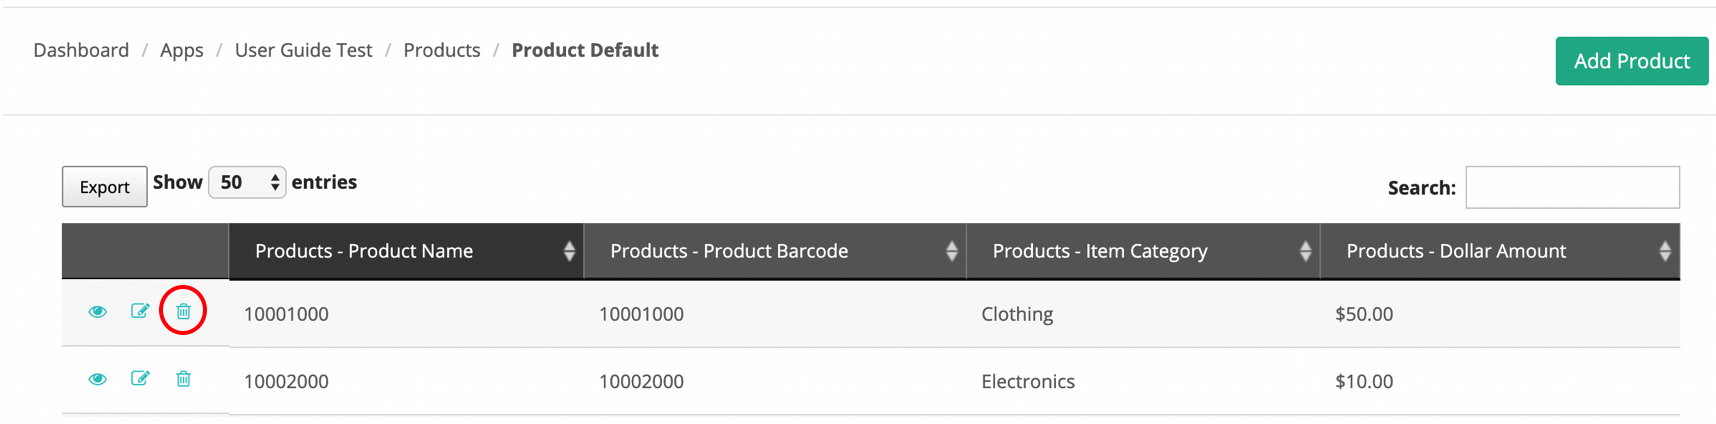 Dashboard / Apps / User Guide Test / Products / Product Default
Add Product
Export Show 50 entries Search:
Products - Product Name Products - Product Barcode Products - Item Category Products - Dollar Amount
10001000 10001000 Clothing $50.00
10002000 10002000 Electronics $10.00